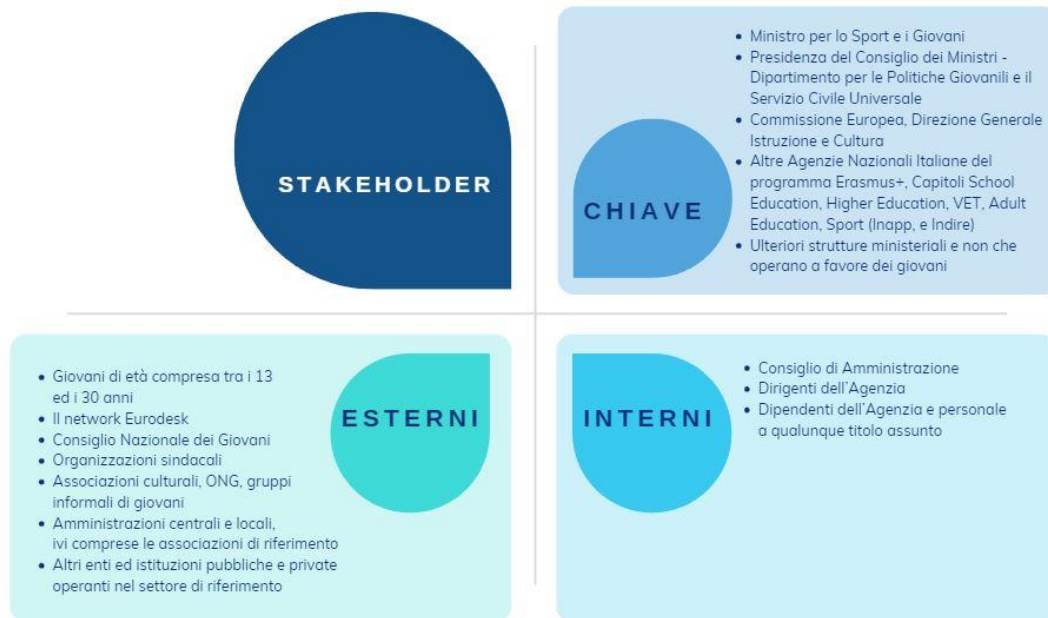 STAKEHOLDER
CHIAVE
• Ministro per lo Sport e i Giovani
• Presidenza del Consiglio dei Ministri -
Dipartimento per le Politiche Giovanili e il
Servizio Civile Universale
• Commissione Europea, Direzione Generale
Istruzione e Cultura
• Altre Agenzie Nazionali Italiane del
programma Erasmus+, Capitoli School
Education, Higher Education, VET, Adult
Education, Sport (Inapp, e Indire)
• Ulteriori strutture ministeriali e non che
operano a favore dei giovani
• Giovani di età compresa tra i 13
ed i 30 anni
• Il network Eurodesk
• Consiglio Nazionale dei Giovani
• Organizzazioni sindacali
• Associazioni culturali, ONG, gruppi
informali di giovani
• Amministrazioni centrali e locali,
ivi comprese le associazioni di riferimento
• Altri enti ed istituzioni pubbliche e private
operanti nel settore di riferimento
ESTERNI
INTERNI
• Consiglio di Amministrazione
• Dirigenti dell'Agenzia
• Dipendenti dell'Agenzia e personale
a qualunque titolo assunto